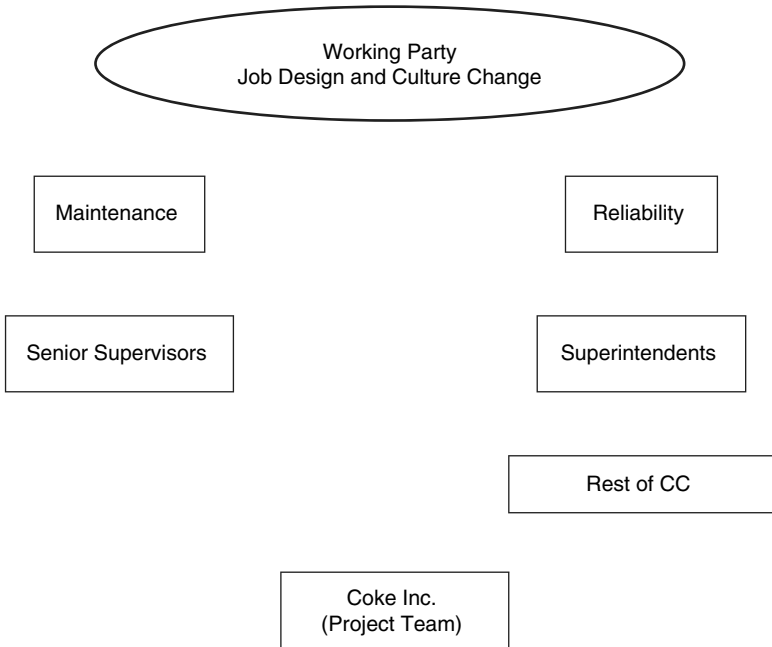 Working Party
Job Design and Culture Change
Maintenance
Reliability
Senior Supervisors
Superintendents
Rest of CC
Coke Inc.
(Project Team)